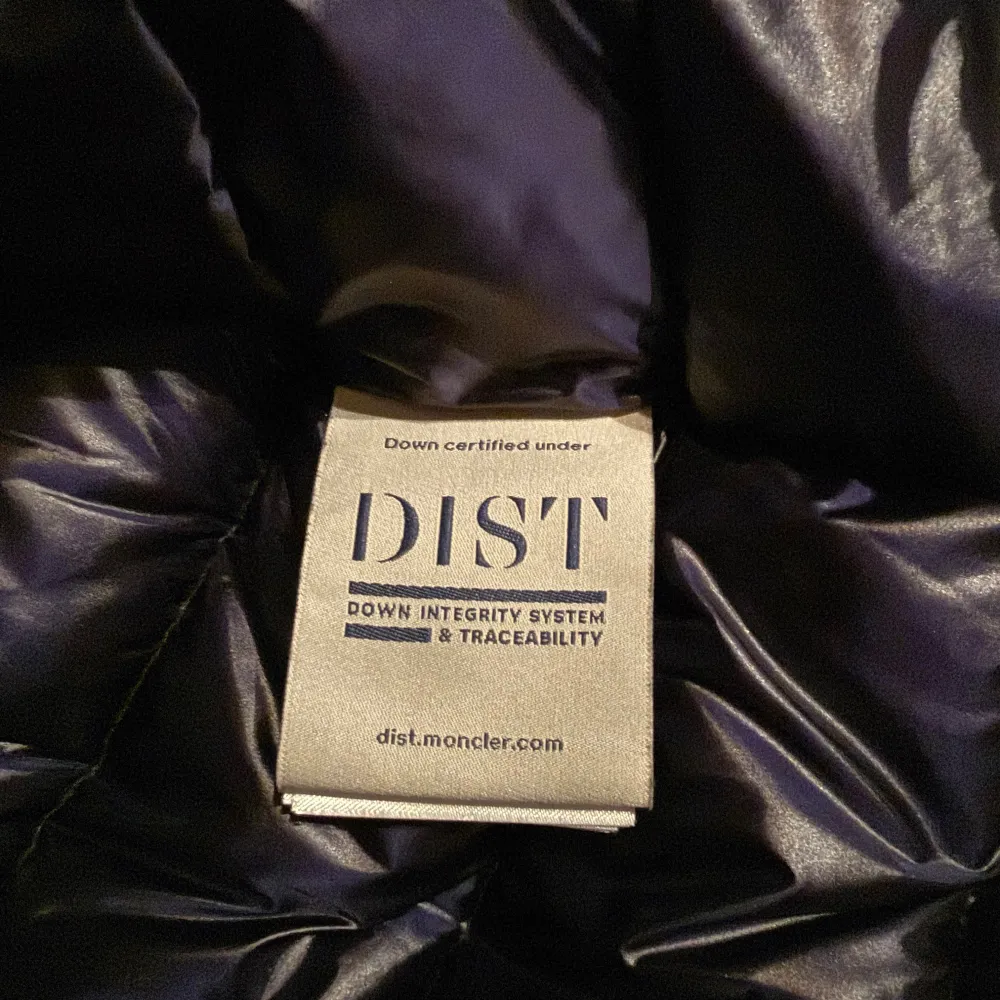 Down certified under
DIST
DOWN INTEGRITY SYSTEM
& TRACEABILITY
dist.moncler.com